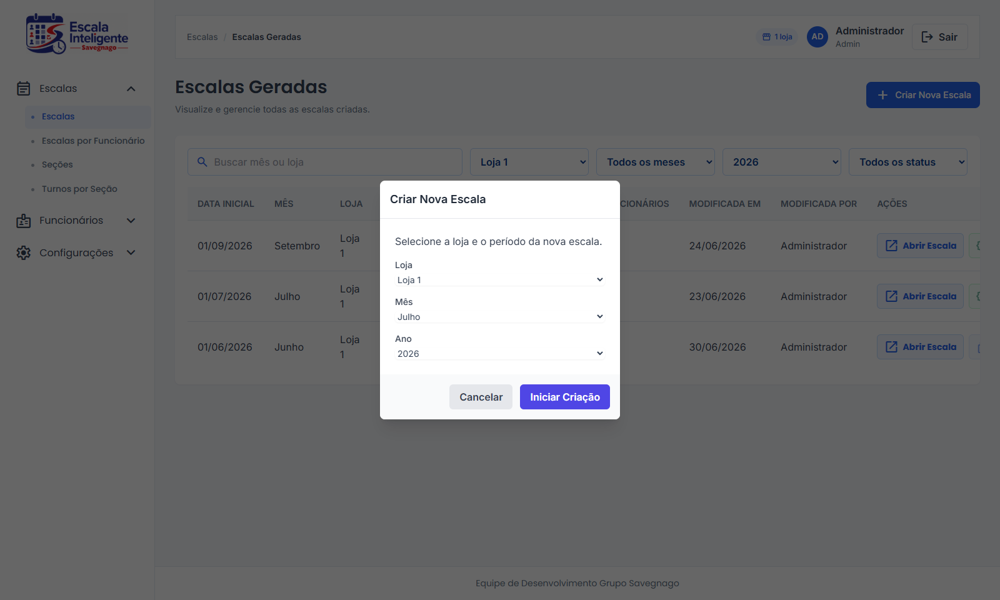 Escala
Inteligente
Savegnago
Escalas
Escalas
Escalas por Funcionário
Seções
Turnos por Seção
Funcionários
Configurações
Escalas / Escalas Geradas
1 loja
AD
Administrador
Admin
Sair
Escalas Geradas
Visualize e gerencie todas as escalas criadas.
Criar Nova Escala
Buscar mês ou loja
Loja 1
Todos os meses
2026
Todos os status
DATA INICIAL MÊS LOJA CIONÁRIOS MODIFICADA EM MODIFICADA POR AÇÕES
01/09/2026 Setembro Loja 1 24/06/2026 Administrador Abrir Escala
01/07/2026 Julho Loja 1 23/06/2026 Administrador Abrir Escala
01/06/2026 Junho Loja 1 30/06/2026 Administrador Abrir Escala
Criar Nova Escala
Selecione a loja e o período da nova escala.
Loja
Loja 1
Mês
Julho
Ano
2026
Cancelar
Iniciar Criação
Equipe de Desenvolvimento Grupo Savegnago